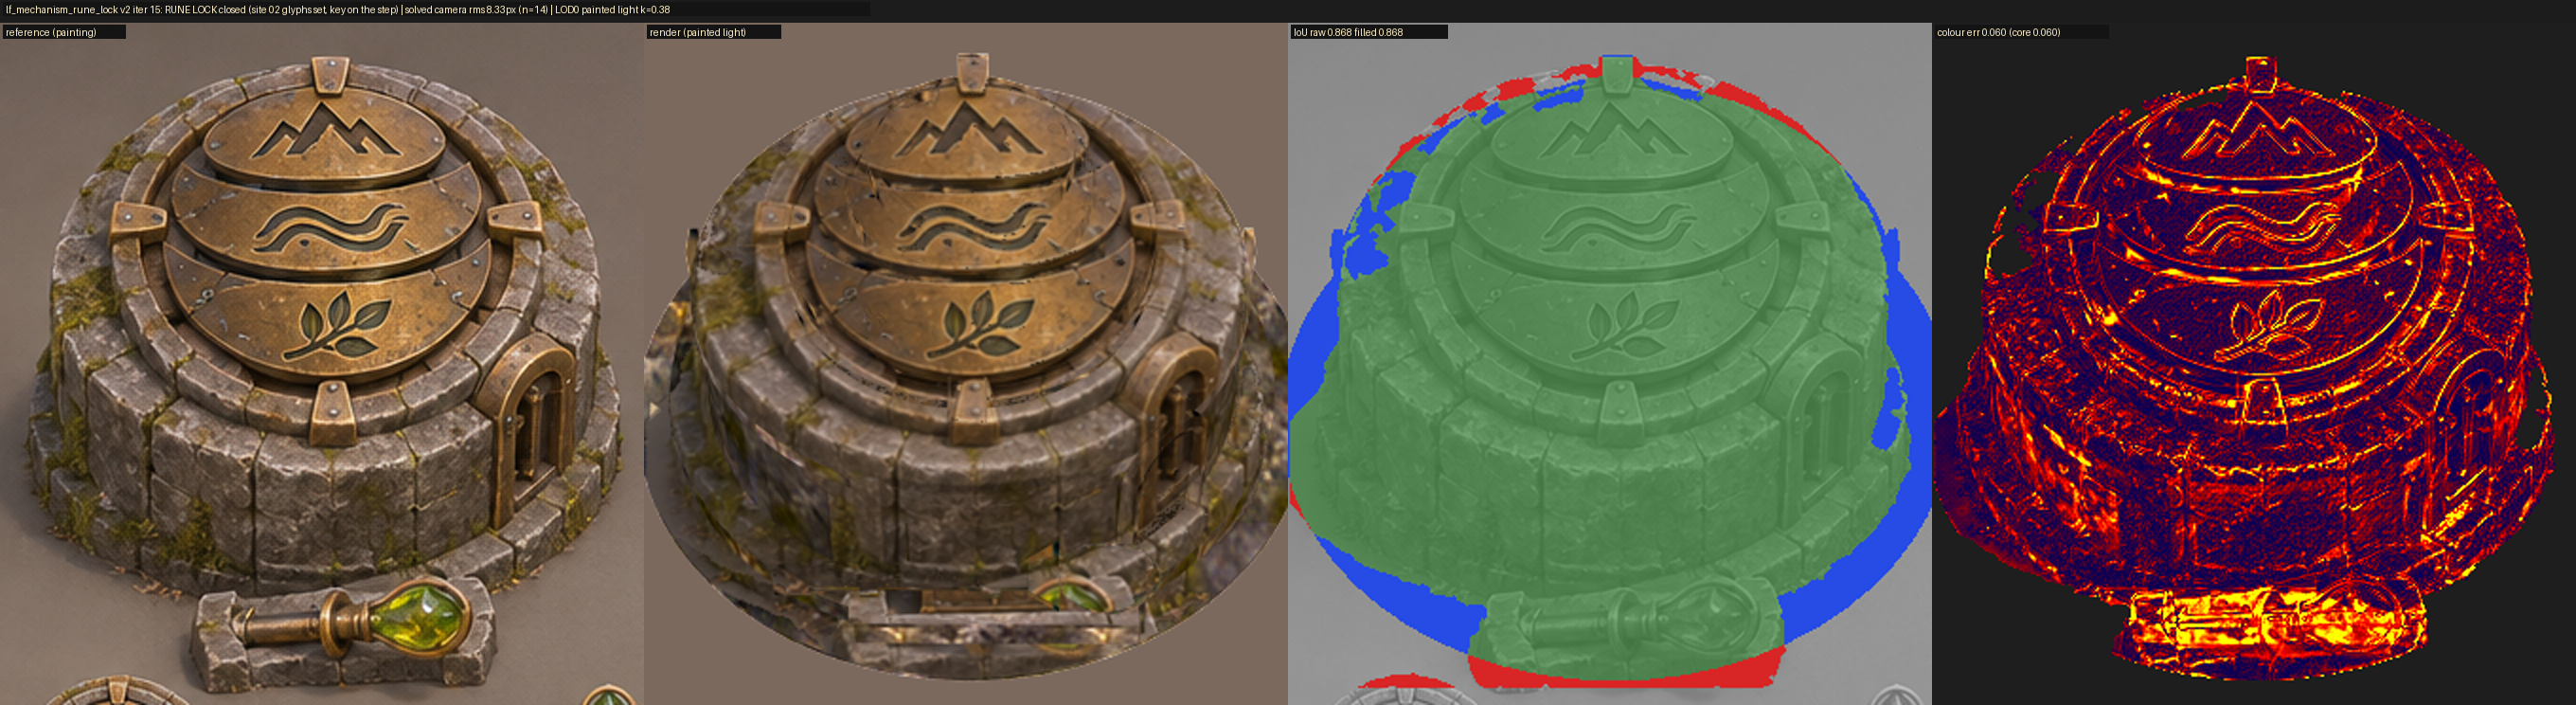 lf_mechanism_rune_lock v2 iter 15: RUNE LOCK closed (site 02 glyphs set, key on the step) | solved camera rms 8.33px (n=14) | LOD0 painted light k=0.38
reference (painting)
render (painted light)
IoU raw 0.868 filled 0.868
colour err 0.060 (core 0.060)